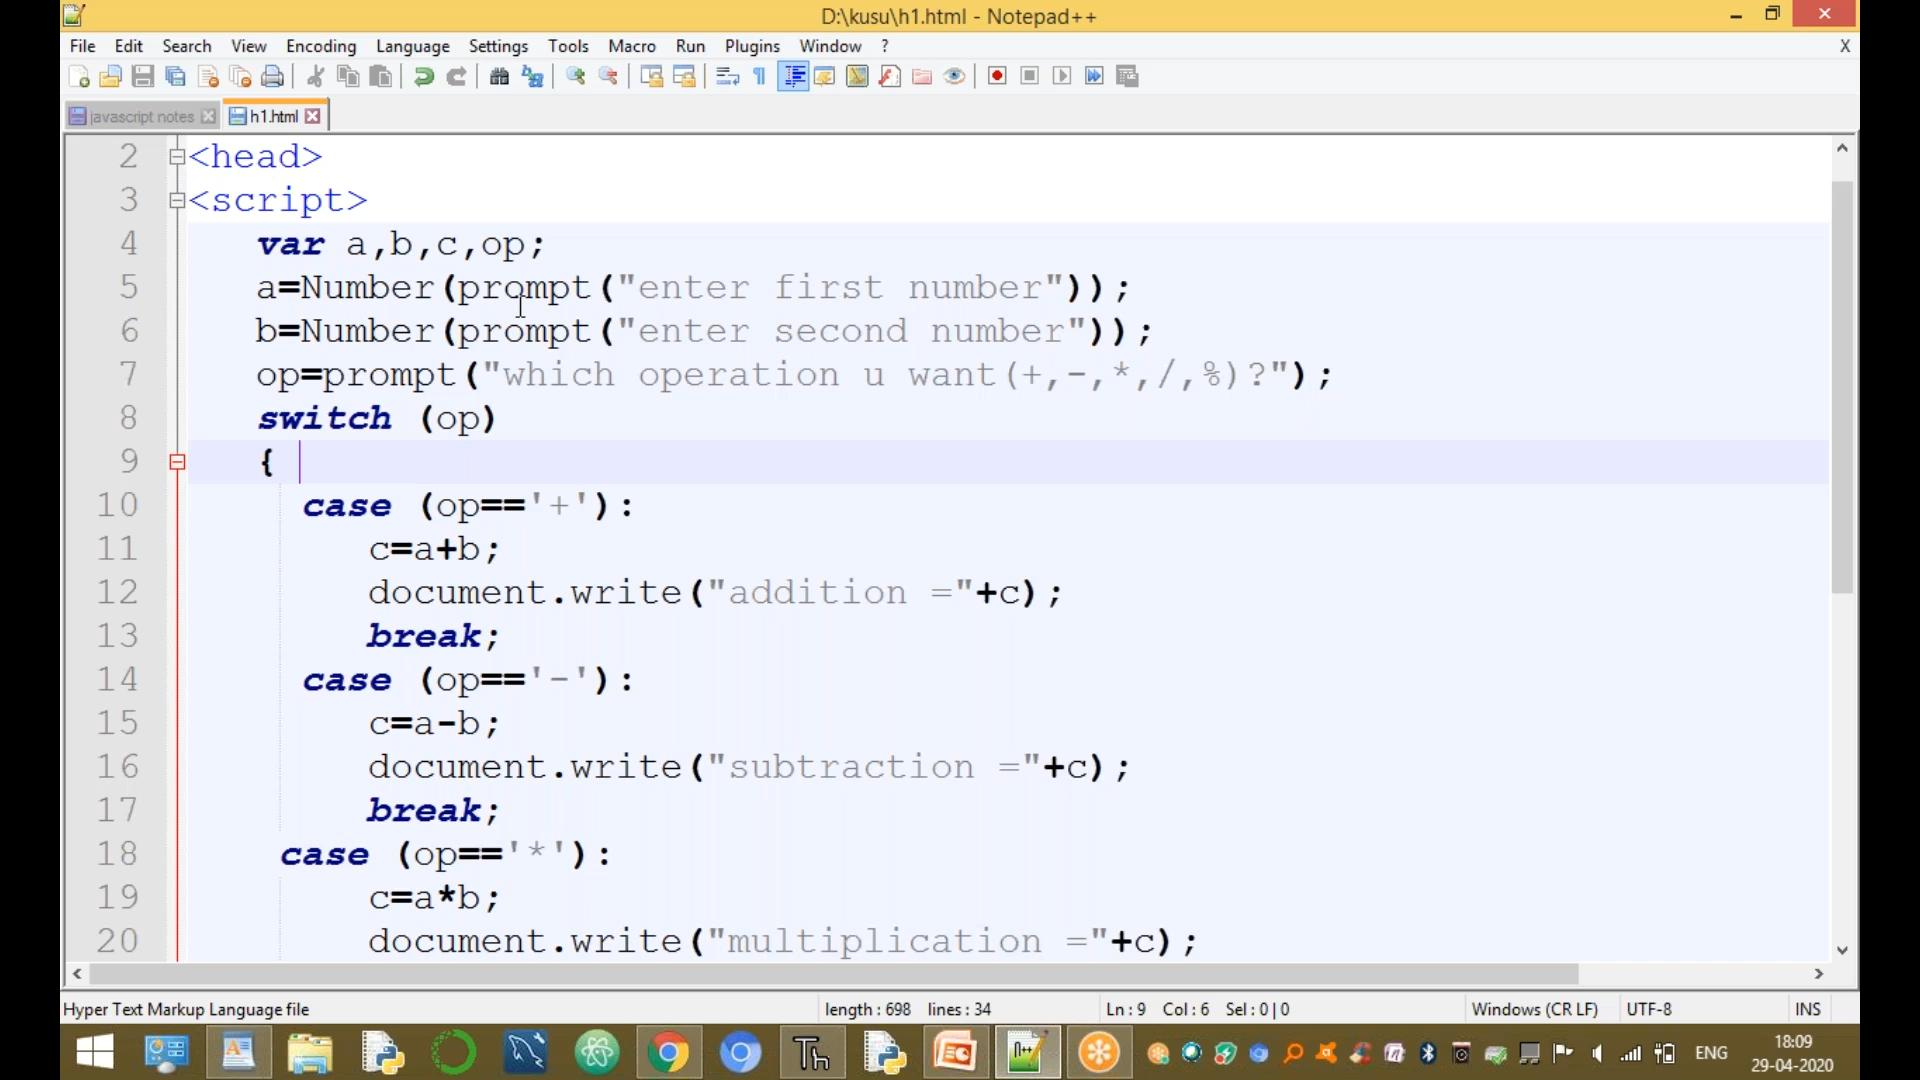 D:\kusu\h1.html - Notepad++
File Edit Search View Encoding Language Settings Tools Macro Run Plugins Window ? X
javascript notes h1.html
2 <head>
3 <script>
4 var a,b,c,op;
5 a=Number(prompt("enter first number"));
6 b=Number(prompt("enter second number"));
7 op=prompt("which operation u want(+,-,*,/,%)?");
8 switch (op)
9 {
10 case (op=='+'):
11 c=a+b;
12 document.write("addition ="+c);
13 break;
14 case (op=='-'):
15 c=a-b;
16 document.write("subtraction ="+c);
17 break;
18 case (op=='*'):
19 c=a*b;
20 document.write("multiplication ="+c);
Hyper Text Markup Language file length : 698 lines : 34 Ln : 9 Col : 6 Sel : 0 | 0 Windows (CR LF) UTF-8 INS
Th ENG 18:09
29-04-2020